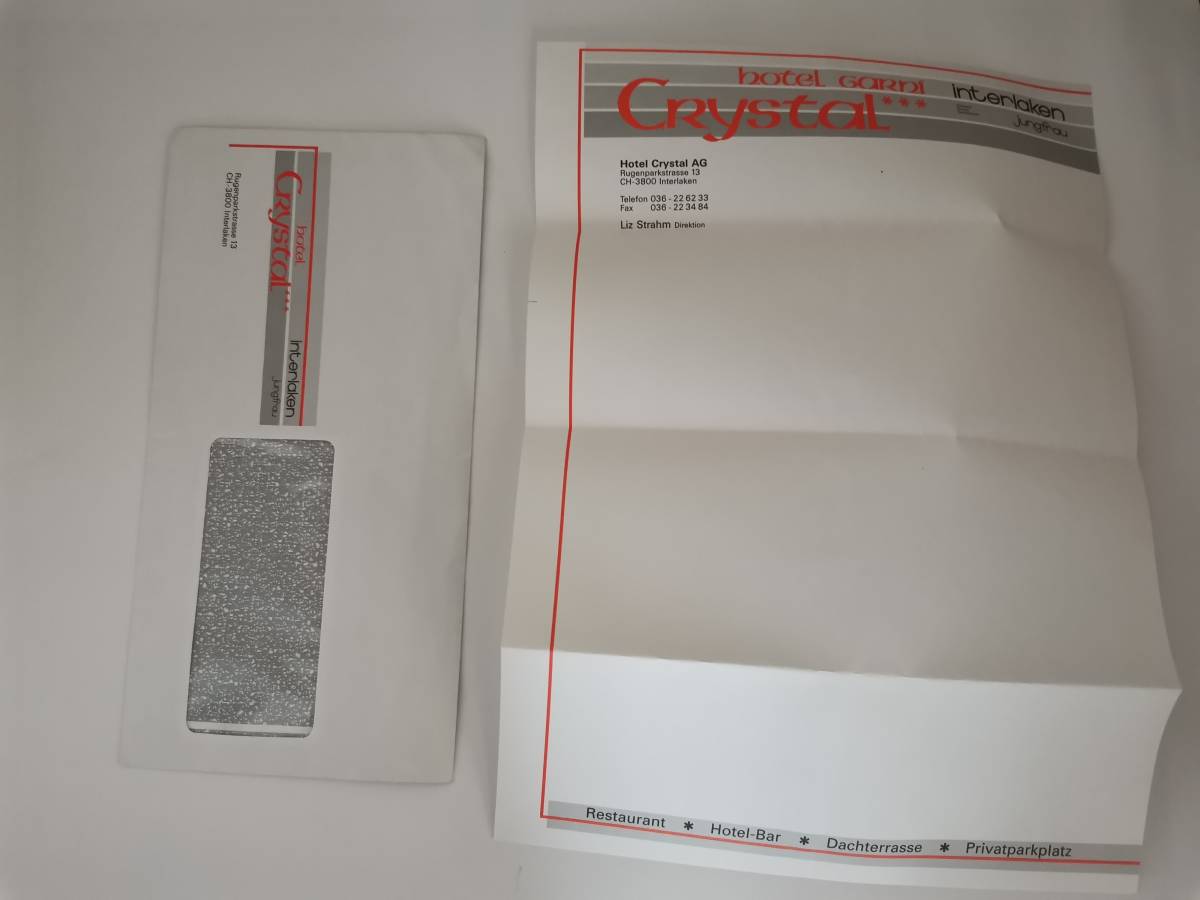 hotel
Crystal***
interlaken
Jungfrau
Rugenparkstrasse 13
CH-3800 Interlaken
hotel GARNI
Crystal***
interlaken
Jungfrau
Hotel Crystal AG
Rugenparkstrasse 13
CH-3800 Interlaken
Telefon 036 - 22 62 33
Fax 036 - 22 34 84
Liz Strahm Direktion
Restaurant * Hotel-Bar * Dachterrasse * Privatparkplatz